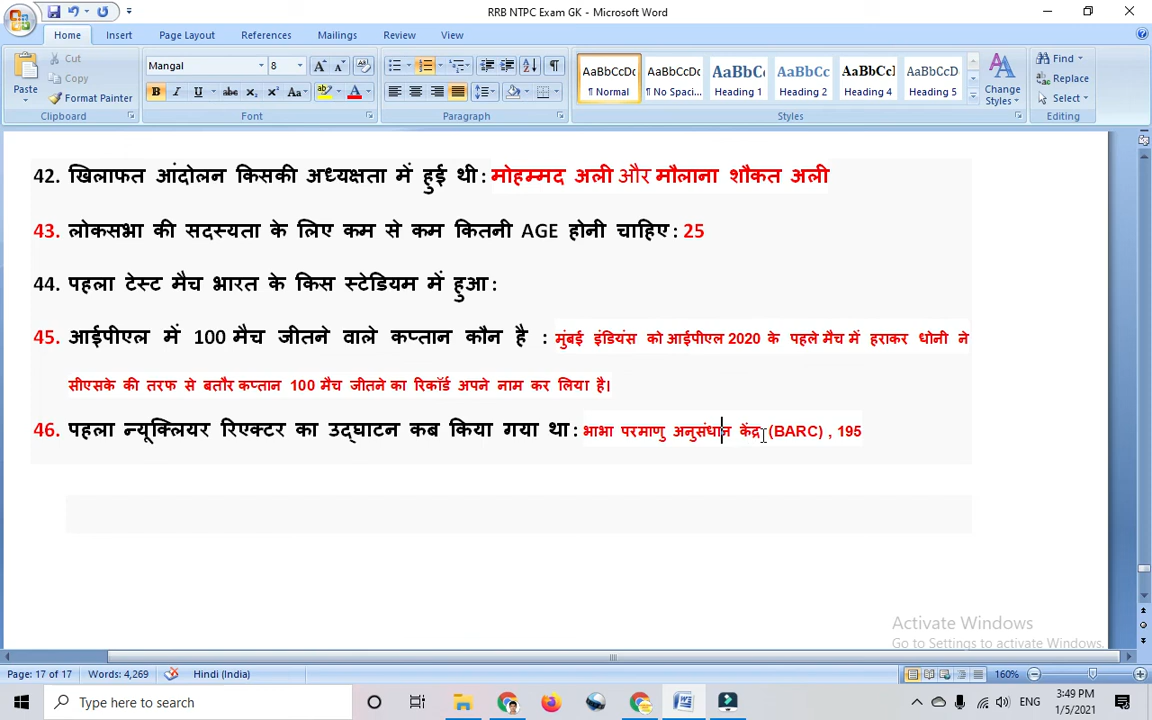 RRB NTPC Exam GK - Microsoft Word
Home Insert Page Layout References Mailings Review View
Paste
Cut
Copy
Format Painter
Clipboard
Mangal 8
Font
Paragraph
AaBbCcDc AaBbCcDc AaBbC AaBbCc AaBbCcI AaBbCcD
¶ Normal ¶ No Spaci... Heading 1 Heading 2 Heading 4 Heading 5
Change Styles
Styles
Find
Replace
Select
Editing
42. खिलाफत आंदोलन किसकी अध्यक्षता में हुई थी : मोहम्मद अली और मौलाना शौकत अली
43. लोकसभा की सदस्यता के लिए कम से कम कितनी AGE होनी चाहिए : 25
44. पहला टेस्ट मैच भारत के किस स्टेडियम में हुआ :
45. आईपीएल में 100 मैच जीतने वाले कप्तान कौन है : मुंबई इंडियंस को आईपीएल 2020 के पहले मैच में हराकर धोनी ने
सीएसके की तरफ से बतौर कप्तान 100 मैच जीतने का रिकॉर्ड अपने नाम कर लिया है।
46. पहला न्यूक्लियर रिएक्टर का उद्घाटन कब किया गया था : भाभा परमाणु अनुसंधान केंद्र (BARC) , 195
Activate Windows
Go to Settings to activate Windows.
Page: 17 of 17 Words: 4,269 Hindi (India) 160%
Type here to search
ENG
3:49 PM
1/5/2021